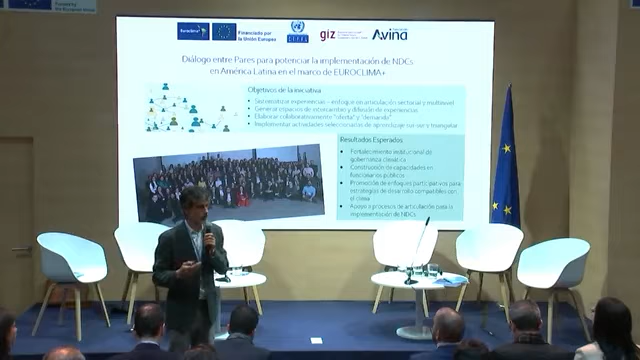 Financiado por
la Unión Europea
giz
Avina
Diálogo entre Pares para potenciar la implementación de NDCs
en América Latina en el marco de EUROCLIMA+
Objetivos de la iniciativa
Sistematizar experiencias – enfoque en articulación sectorial y multinivel
Generar espacios de intercambio y difusión de experiencias
Elaborar colaborativamente "oferta" y "demanda"
Implementar actividades seleccionadas de aprendizaje sur-sur y triangular
Resultados Esperados
Fortalecimiento institucional de
gobernanza climática
Construcción de capacidades en
funcionarios públicos
Promoción de enfoques participativos para
estrategias de desarrollo compatibles con
el clima
Apoyo a procesos de articulación para la
implementación de NDCs